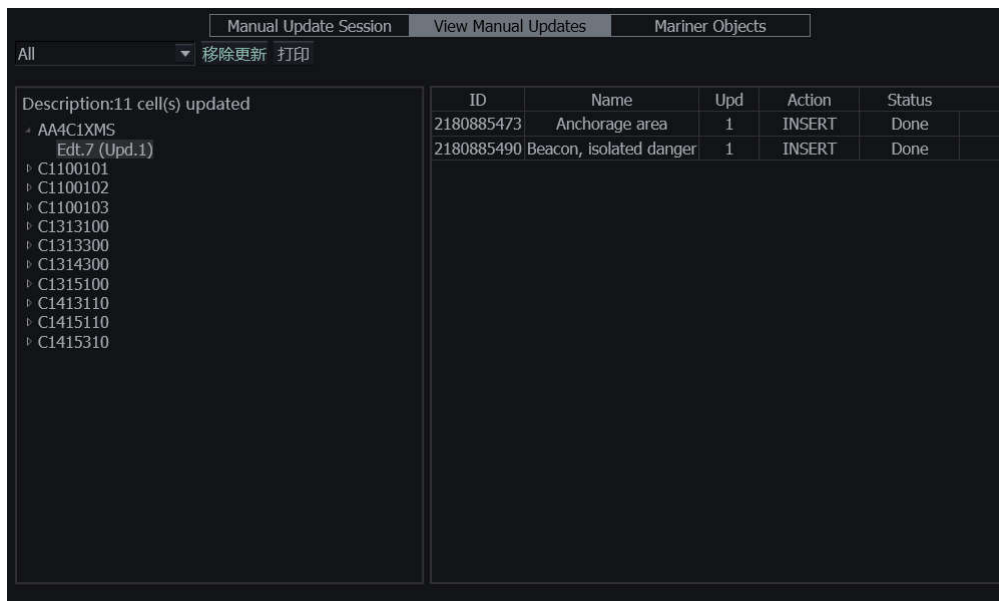 Manual Update Session View Manual Updates Mariner Objects
All 移除更新 打印
Description:11 cell(s) updated
AA4C1XMS
Edt.7 (Upd.1)
C1100101
C1100102
C1100103
C1313100
C1313300
C1314300
C1315100
C1413110
C1415110
C1415310
ID Name Upd Action Status
2180885473 Anchorage area 1 INSERT Done
2180885490 Beacon, isolated danger 1 INSERT Done